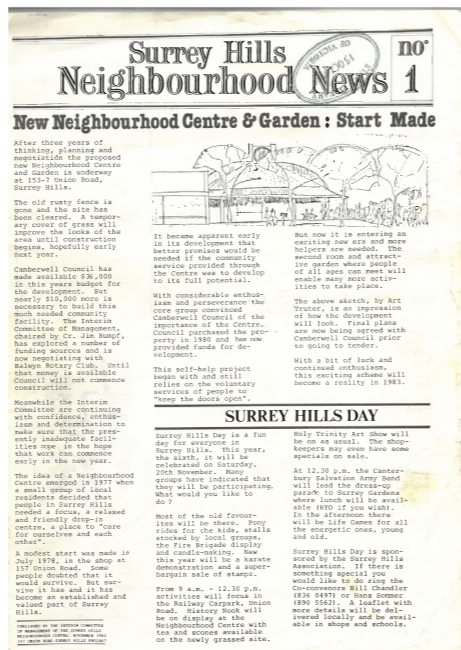 Surrey Hills
Neighbourhood News
no.
1
New Neighbourhood Centre & Garden : Start Made
After three years of
thinking, planning and
negotiation the proposed
new Neighbourhood Centre
and Garden is underway
at 153-7 Union Road,
Surrey Hills.
The old rusty fence is
gone and the site has
been cleared. A tempor-
ary cover of grass will
improve the looks of the
area until construction
begins, hopefully early
next year.
Camberwell Council has
made available $36,000
in this years budget for
the development. But
nearly $10,000 more is
necessary to build this
much needed community
facility. The Interim
Committee of Management,
chaired by Cr. Jim Rumpf,
has explored a number of
funding sources and is
now negotiating with
Balwyn Rotary Club. Until
that money is available
Council will not commence
construction.
Meanwhile the Interim
Committee are continuing
with confidence, enthus-
iasm and determination to
make sure that the pres-
ently inadequate facil-
ities cope in the hope
that work can commence
early in the new year.
The idea of a Neighbourhood
Centre emerged in 1977 when
a small group of local
residents decided that
people in Surrey Hills
needed a focus, a relaxed
and friendly drop-in
centre, a place to "care
for ourselves and each
other".
A modest start was made in
July 1978, in the shop at
157 Union Road. Some
people doubted that it
would survive. But sur-
vive it has and it has
become an established and
valued part of Surrey
Hills.
PUBLISHED BY THE INTERIM COMMITTEE
OF MANAGEMENT OF THE SURREY HILLS
NEIGHBOURHOOD CENTRE. NOVEMBER 1982
157 UNION ROAD SURREY HILLS
It became apparent early
in its development that
better promises would be
needed if the community
service provided through
the Centre was to develop
to its full potential.
With considerable enthus-
iasm and perseverance the
core group convinced
Camberwell Council of the
importance of the Centre.
Council purchased the pro-
perty in 1980 and has now
provided funds for de-
velopment.
This self-help project
began with and still
relies on the voluntary
services of people to
"keep the doors open".
But now it is entering an
exciting new era and more
helpers are needed. The
second room and attract-
ive garden where people
of all ages can meet will
enable many more activi-
ties to take place.
The above sketch, by Art
Truter, is an impression
of how the development
will look. Final plans
are now being agreed with
Camberwell Council prior
to going to tender.
With a bit of luck and
continued enthusiasm,
this exciting scheme will
become a reality in 1983.
SURREY HILLS DAY
Surrey Hills Day is a fun
day for everyone in
Surrey Hills. This year,
the sixth, it will be
celebrated on Saturday,
20th November. Many
groups have indicated that
they will be participating.
What would you like to
do ?
Most of the old favour-
ites will be there. Pony
rides for the kids, stalls
stocked by local groups,
the Fire Brigade display
and candle-making. New
this year will be a karate
demonstration and a super-
bargain sale of stamps.
From 9 a.m. - 12.30 p.m.
activities will focus in
the Railway Carpark, Union
Road. History Nook will
be on display at the
Neighbourhood Centre with
tea and scones available
on the newly grassed site.
Holy Trinity Art Show will
be on as usual. The shop-
keepers may even have some
specials on sale.
At 12.30 p.m. the Canter-
bury Salvation Army Band
will lead the dress-up
parade to Surrey Gardens
where lunch will be avail-
able (BYO if you wish).
In the afternoon there
will be Life Games for all
the energetic ones, young
and old.
Surrey Hills Day is spon-
sored by the Surrey Hills
Association. If there is
something special you
would like to do ring the
Co-convenors Bill Chandler
(836 0497) or Hans Sommer
(890 5562). A leaflet with
more details will be del-
ivered locally and be avail-
able in shops and schools.